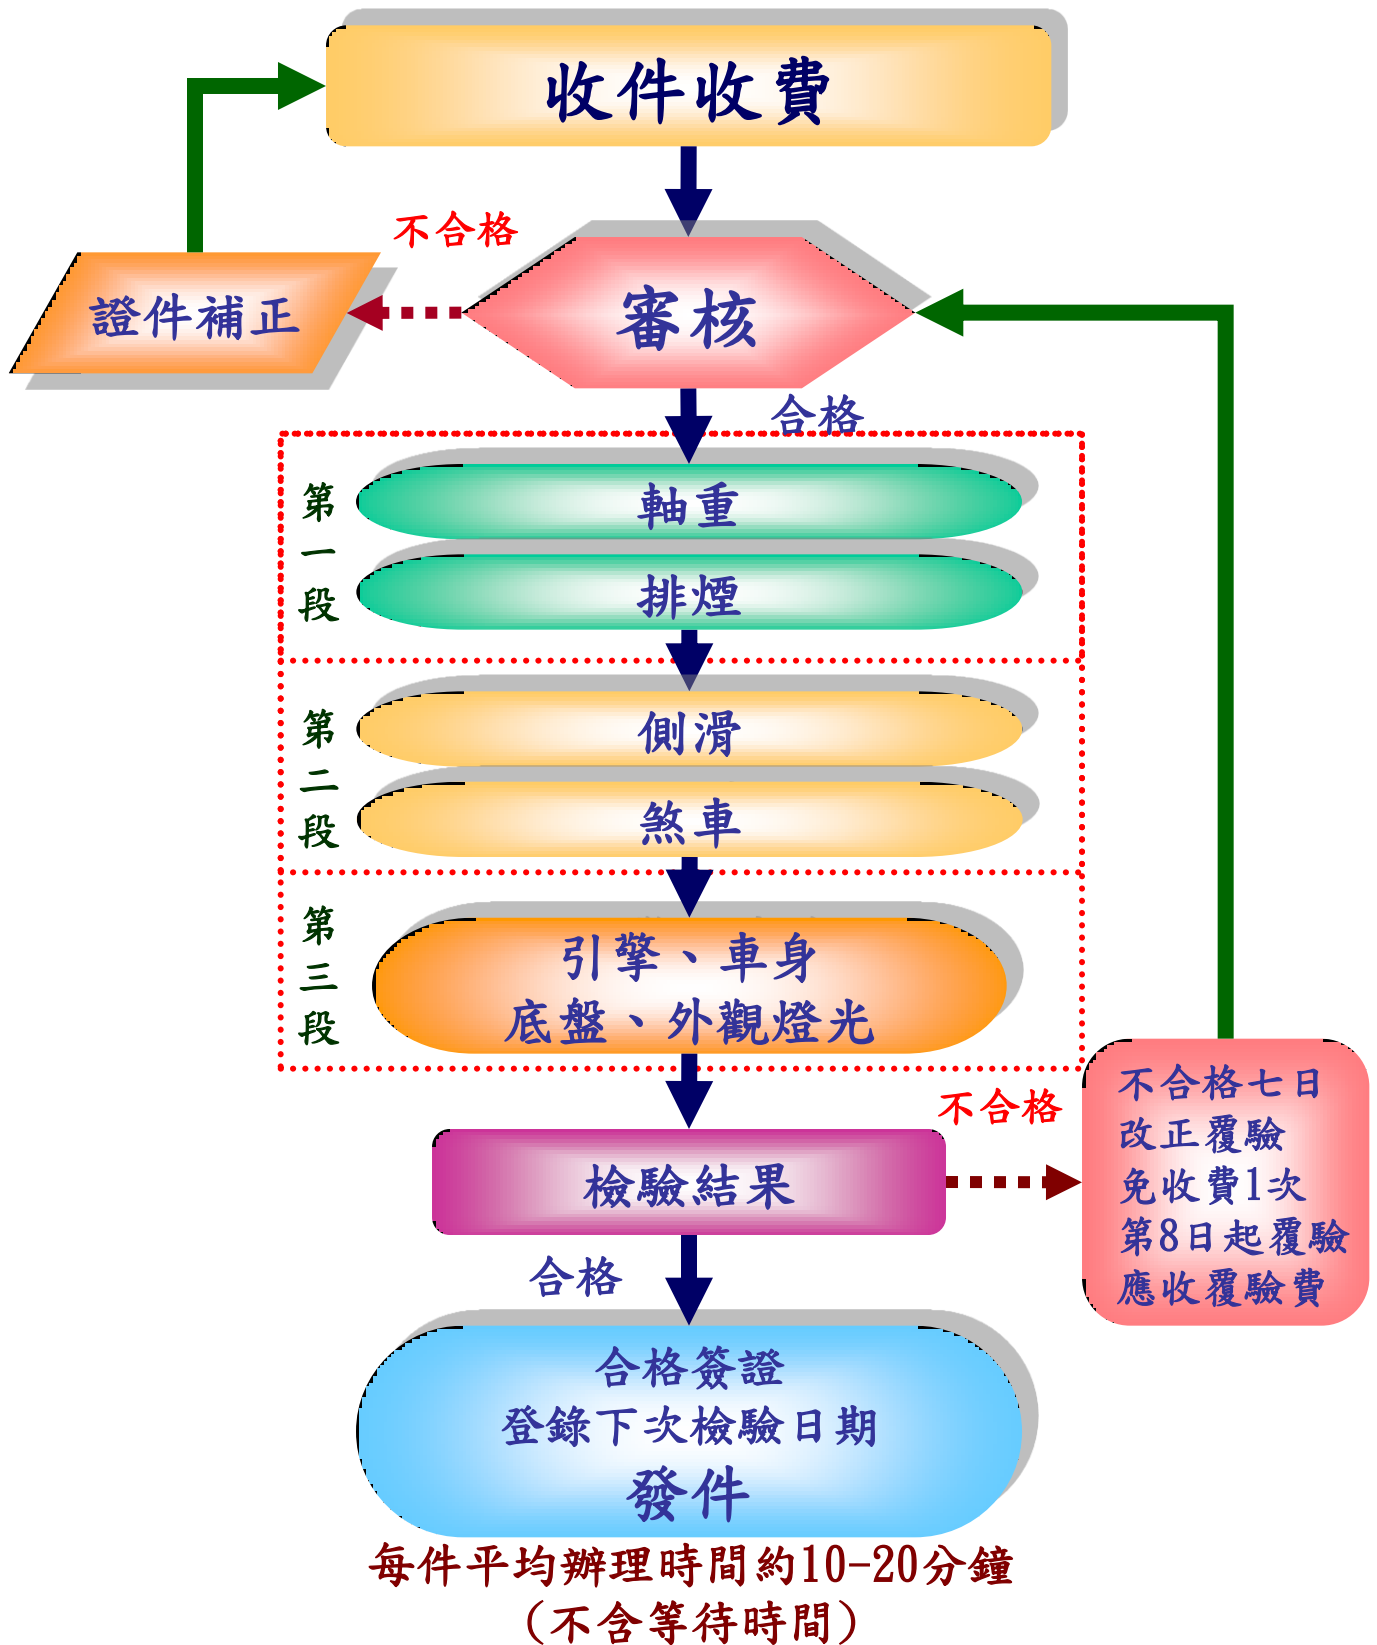 收件收費
不合格
證件補正
審核
合格
第一段
軸重
排煙
第二段
側滑
煞車
第三段
引擎、車身
底盤、外觀燈光
不合格
檢驗結果
不合格七日
改正覆驗
免收費1次
第8日起覆驗
應收覆驗費
合格
合格簽證
登錄下次檢驗日期
發件
每件平均辦理時間約10-20分鐘
(不含等待時間)